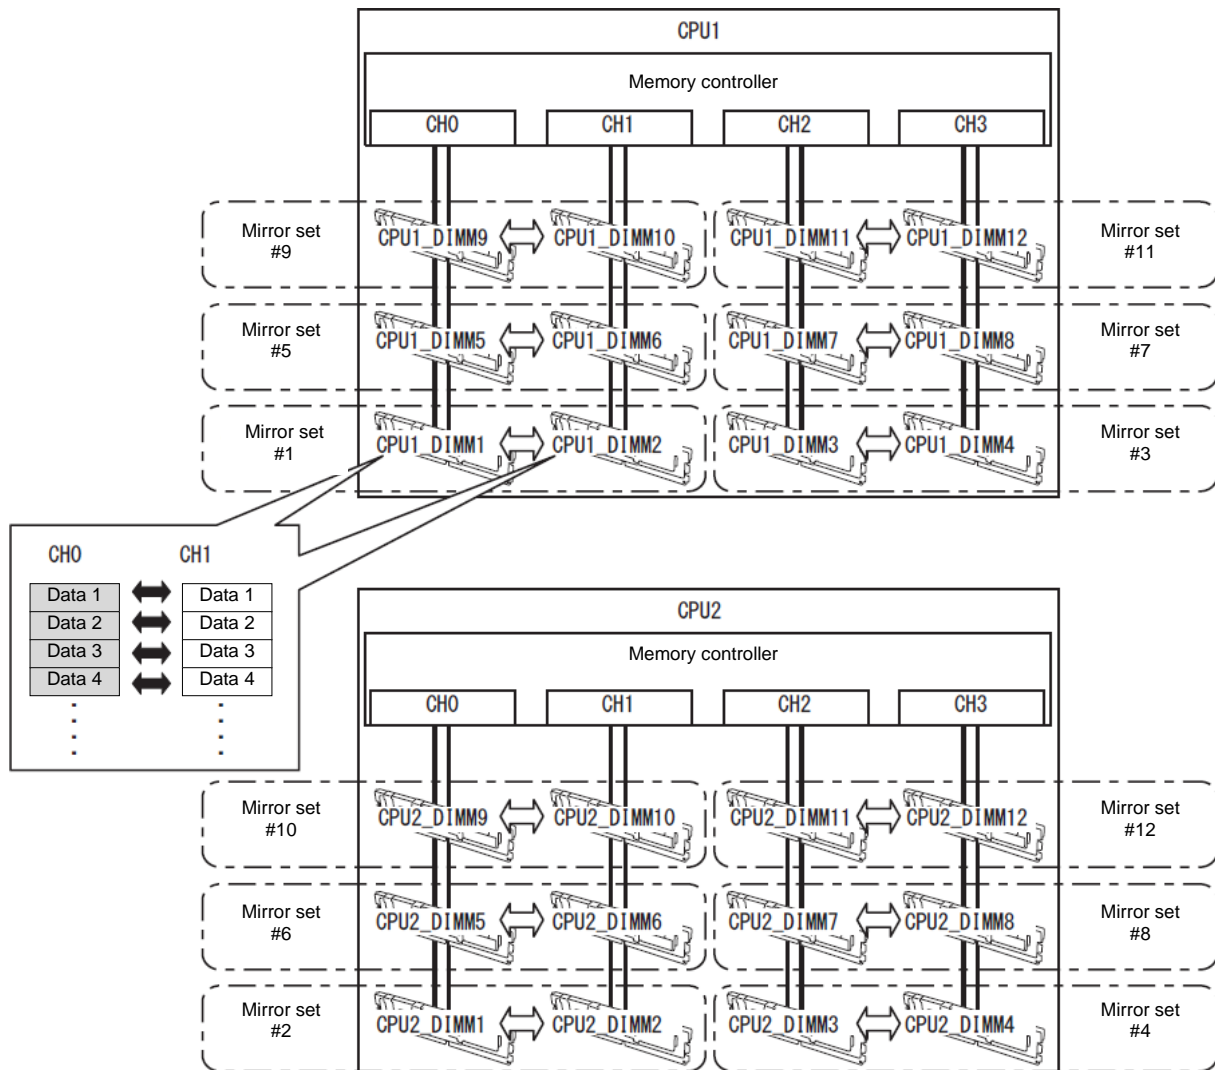 CPU1
Memory controller
CH0 CH1 CH2 CH3
Mirror set
#9
CPU1_DIMM9 CPU1_DIMM10 CPU1_DIMM11 CPU1_DIMM12
Mirror set
#11
Mirror set
#5
CPU1_DIMM5 CPU1_DIMM6 CPU1_DIMM7 CPU1_DIMM8
Mirror set
#7
Mirror set
#1
CPU1_DIMM1 CPU1_DIMM2 CPU1_DIMM3 CPU1_DIMM4
Mirror set
#3
CH0 CH1
Data 1 Data 1
Data 2 Data 2
Data 3 Data 3
Data 4 Data 4
CPU2
Memory controller
CH0 CH1 CH2 CH3
Mirror set
#10
CPU2_DIMM9 CPU2_DIMM10 CPU2_DIMM11 CPU2_DIMM12
Mirror set
#12
Mirror set
#6
CPU2_DIMM5 CPU2_DIMM6 CPU2_DIMM7 CPU2_DIMM8
Mirror set
#8
Mirror set
#2
CPU2_DIMM1 CPU2_DIMM2 CPU2_DIMM3 CPU2_DIMM4
Mirror set
#4